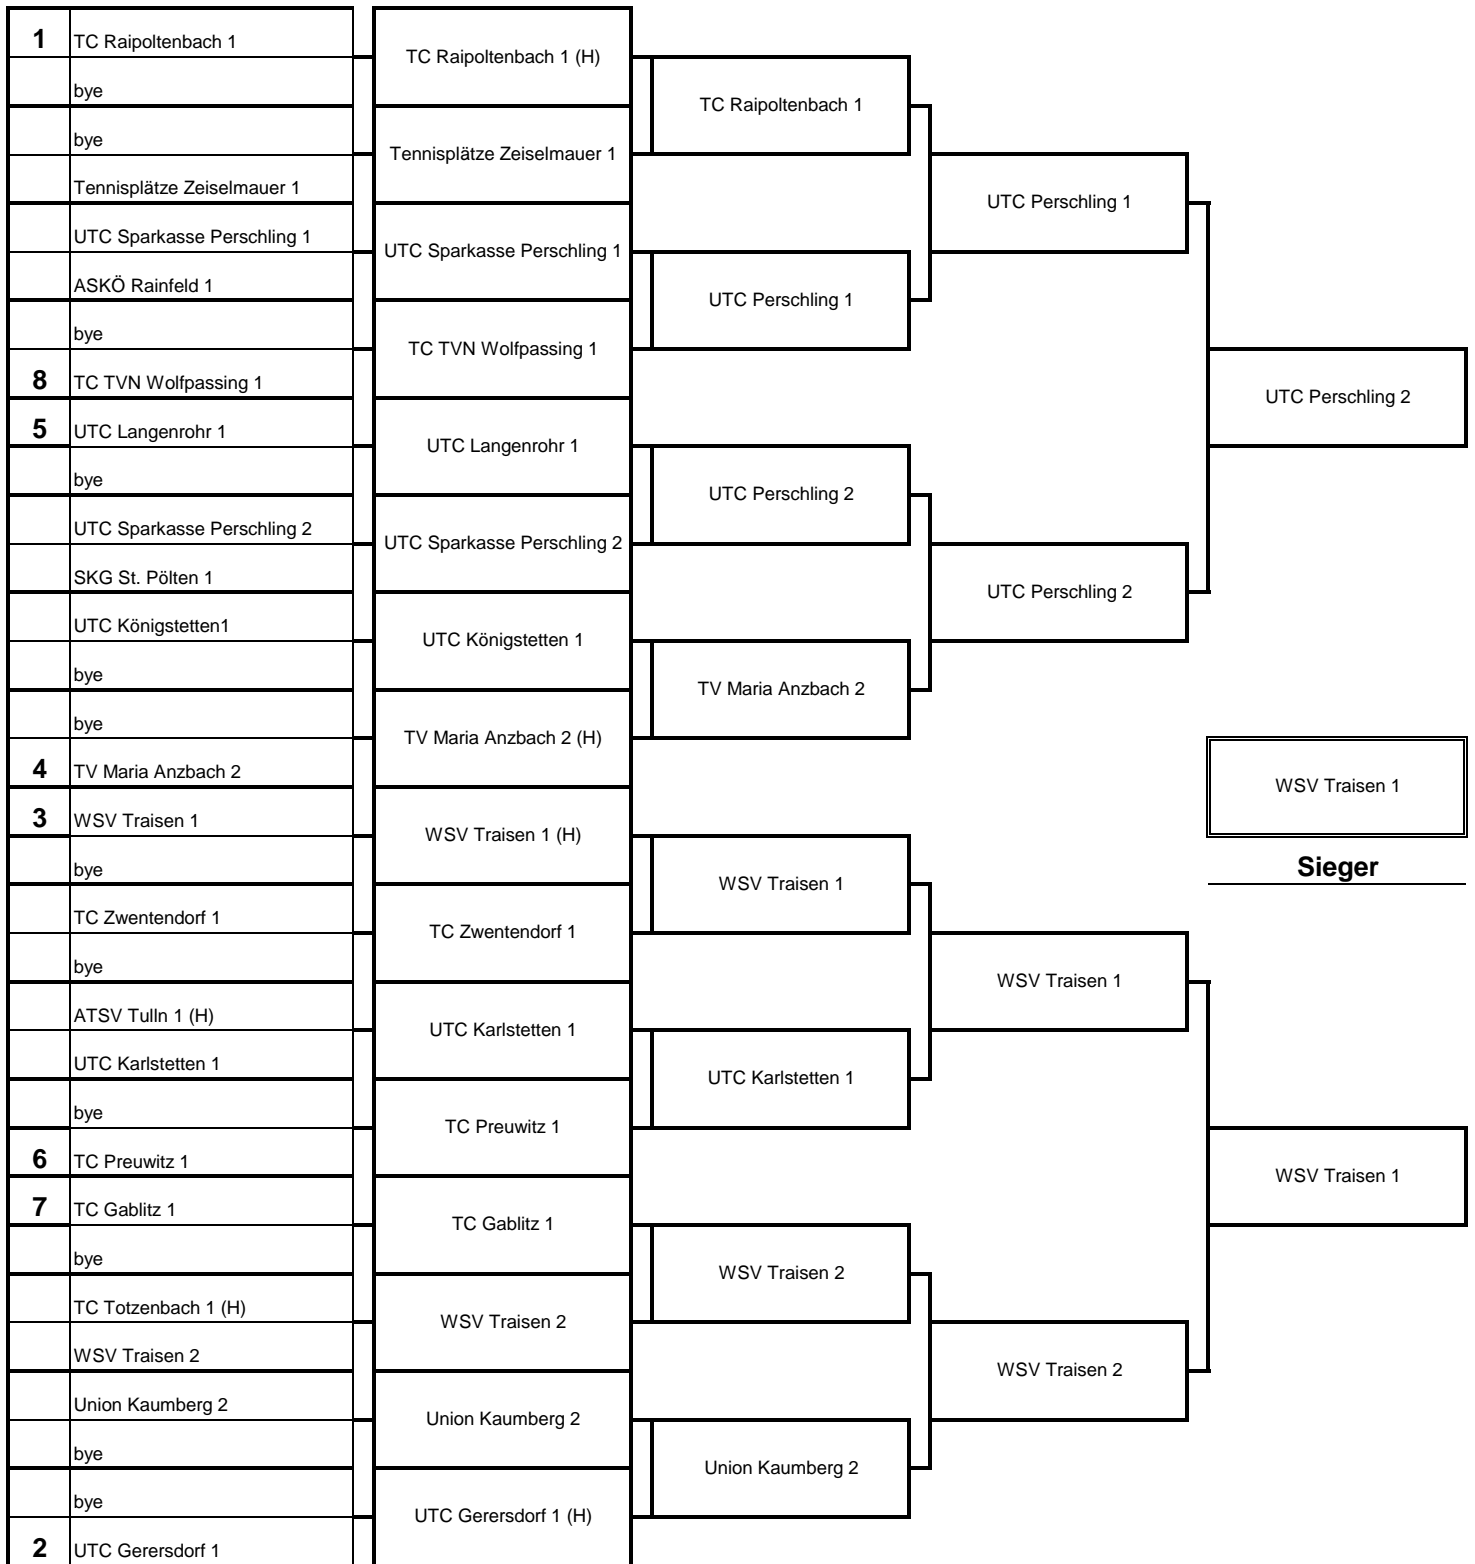 1 TC Raipoltenbach 1
bye
bye
Tennisplätze Zeiselmauer 1
UTC Sparkasse Perschling 1
ASKÖ Rainfeld 1
bye
8 TC TVN Wolfpassing 1
5 UTC Langenrohr 1
bye
UTC Sparkasse Perschling 2
SKG St. Pölten 1
UTC Königstetten1
bye
bye
4 TV Maria Anzbach 2
3 WSV Traisen 1
bye
TC Zwentendorf 1
bye
ATSV Tulln 1 (H)
UTC Karlstetten 1
bye
6 TC Preuwitz 1
7 TC Gablitz 1
bye
TC Totzenbach 1 (H)
WSV Traisen 2
Union Kaumberg 2
bye
bye
2 UTC Gerersdorf 1
TC Raipoltenbach 1 (H)
Tennisplätze Zeiselmauer 1
UTC Sparkasse Perschling 1
TC TVN Wolfpassing 1
UTC Langenrohr 1
UTC Sparkasse Perschling 2
UTC Königstetten 1
TV Maria Anzbach 2 (H)
WSV Traisen 1 (H)
TC Zwentendorf 1
UTC Karlstetten 1
TC Preuwitz 1
TC Gablitz 1
WSV Traisen 2
Union Kaumberg 2
UTC Gerersdorf 1 (H)
TC Raipoltenbach 1
UTC Perschling 1
UTC Perschling 2
TV Maria Anzbach 2
WSV Traisen 1
UTC Karlstetten 1
WSV Traisen 2
Union Kaumberg 2
UTC Perschling 1
UTC Perschling 2
WSV Traisen 1
WSV Traisen 2
UTC Perschling 2
WSV Traisen 1
WSV Traisen 1
Sieger